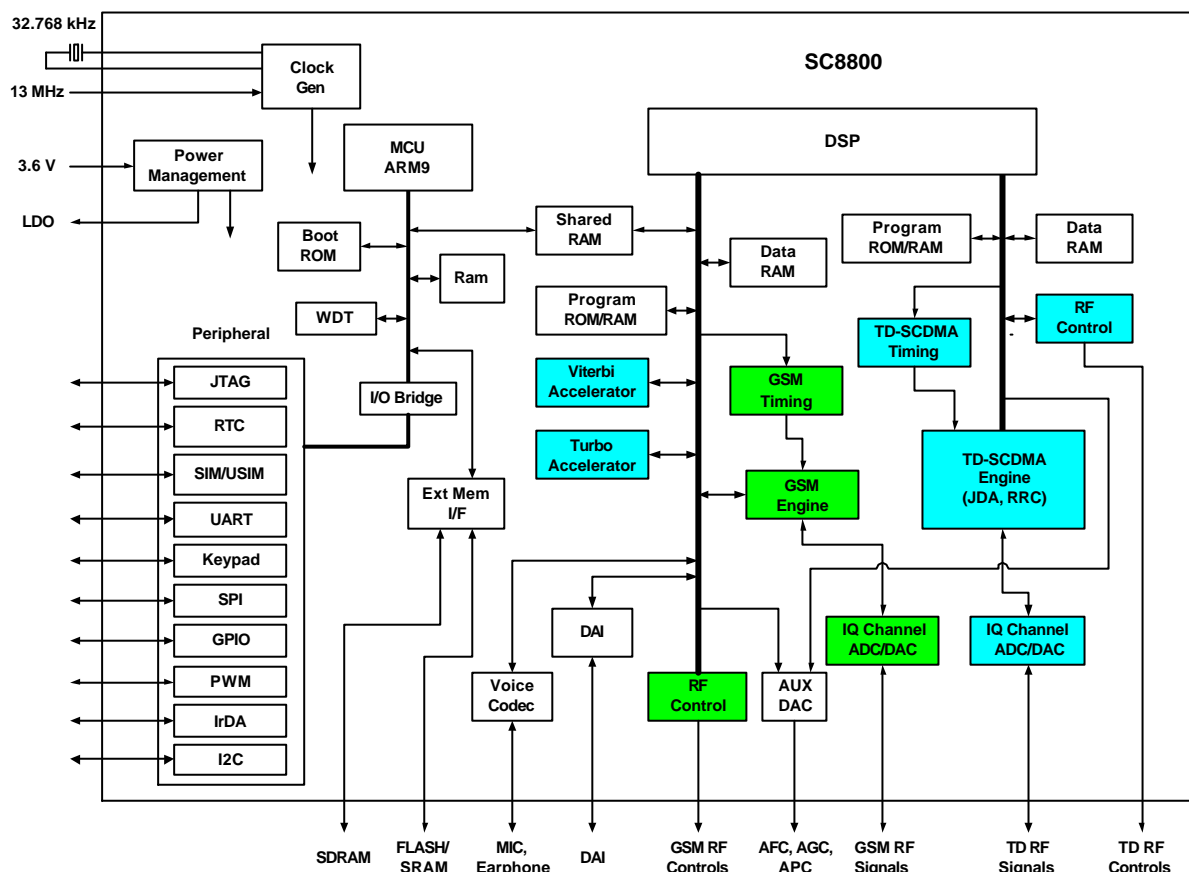 32.768 kHz
13 MHz
3.6 V
LDO
Clock
Gen
Power
Management
SC8800
MCU
ARM9
DSP
Boot
ROM
Shared
RAM
Ram
WDT
Data
RAM
Program
ROM/RAM
Program
ROM/RAM
Data
RAM
TD-SCDMA
Timing
RF
Control
-
Peripheral
JTAG
RTC
SIM/USIM
UART
Keypad
SPI
GPIO
PWM
IrDA
I2C
I/O Bridge
Ext Mem
I/F
Viterbi
Accelerator
Turbo
Accelerator
GSM
Timing
GSM
Engine
TD-SCDMA
Engine
(JDA, RRC)
DAI
Voice
Codec
RF
Control
AUX
DAC
IQ Channel
ADC/DAC
IQ Channel
ADC/DAC
SDRAM
FLASH/
SRAM
MIC,
Earphone
DAI
GSM RF
Controls
AFC, AGC,
APC
GSM RF
Signals
TD RF
Signals
TD RF
Controls